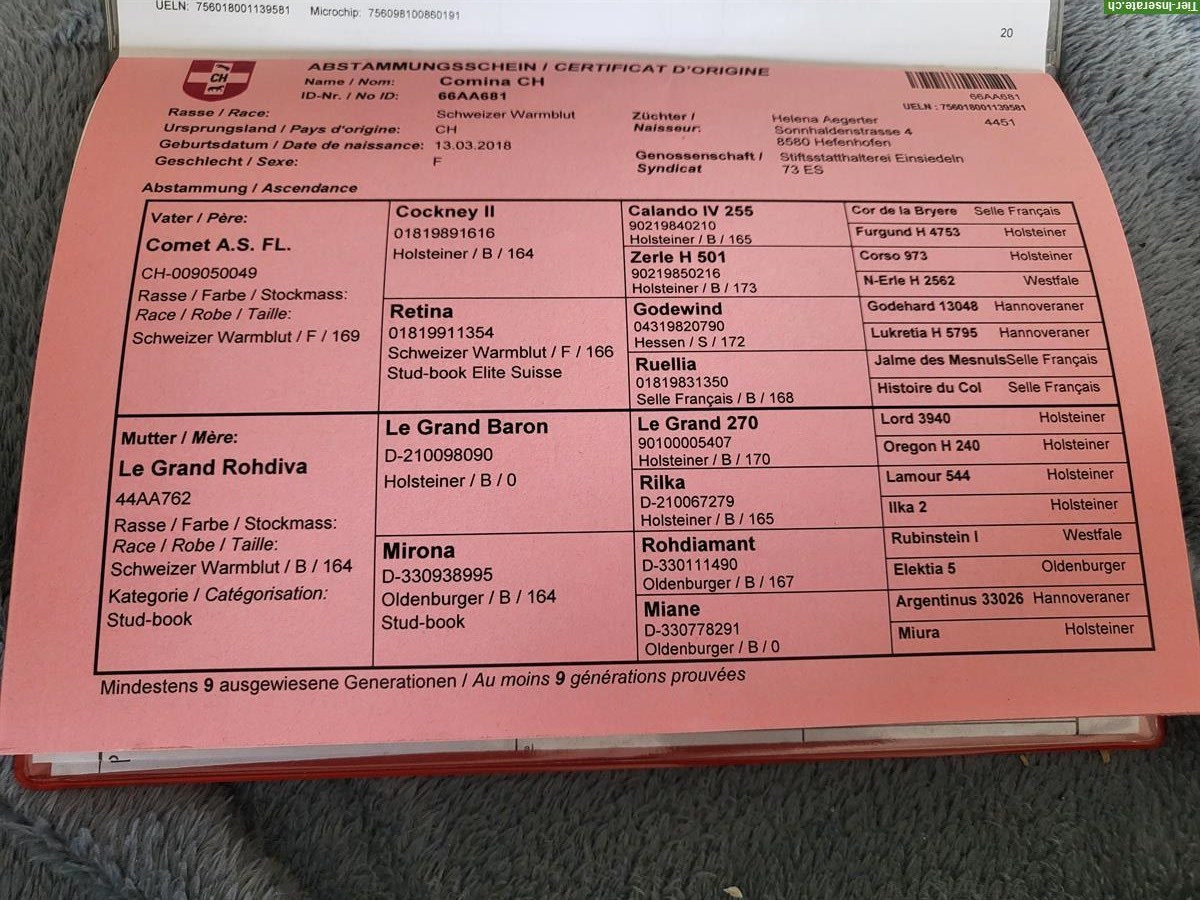 Tier-Inserate.ch
UELN: 756018001139581 Microchip: 756098100860191
20
CH
ABSTAMMUNGSSCHEIN / CERTIFICAT D'ORIGINE
Name / Nom: Comina CH
ID-Nr. / No ID: 66AA681
66AA681
UELN : 756018001139581
4451
Rasse / Race: Schweizer Warmblut
Ursprungsland / Pays d'origine: CH
Geburtsdatum / Date de naissance: 13.03.2018
Geschlecht / Sexe: F
Züchter / Helena Aegerter
Naisseur: Sonnhaldenstrasse 4
8580 Hefenhofen
Genossenschaft / Stiftsstatthalterei Einsiedeln
Syndicat 73 ES
Abstammung / Ascendance
Vater / Père:
Comet A.S. FL.
CH-009050049
Rasse / Farbe / Stockmass:
Race / Robe / Taille:
Schweizer Warmblut / F / 169
Cockney II
01819891616
Holsteiner / B / 164
Retina
01819911354
Schweizer Warmblut / F / 166
Stud-book Elite Suisse
Calando IV 255
90219840210
Holsteiner / B / 165
Zerle H 501
90219850216
Holsteiner / B / 173
Godewind
04319820790
Hessen / S / 172
Ruellia
01819831350
Selle Français / B / 168
Cor de la Bryere Selle Français
Furgund H 4753 Holsteiner
Corso 973 Holsteiner
N-Erle H 2562 Westfale
Godehard 13048 Hannoveraner
Lukretia H 5795 Hannoveraner
Jalme des Mesnuls Selle Français
Histoire du Col Selle Français
Mutter / Mère:
Le Grand Rohdiva
44AA762
Rasse / Farbe / Stockmass:
Race / Robe / Taille:
Schweizer Warmblut / B / 164
Kategorie / Catégorisation:
Stud-book
Le Grand Baron
D-210098090
Holsteiner / B / 0
Mirona
D-330938995
Oldenburger / B / 164
Stud-book
Le Grand 270
90100005407
Holsteiner / B / 170
Rilka
D-210067279
Holsteiner / B / 165
Rohdiamant
D-330111490
Oldenburger / B / 167
Miane
D-330778291
Oldenburger / B / 0
Lord 3940 Holsteiner
Oregon H 240 Holsteiner
Lamour 544 Holsteiner
Ilka 2 Holsteiner
Rubinstein I Westfale
Elektia 5 Oldenburger
Argentinus 33026 Hannoveraner
Miura Holsteiner
Mindestens 9 ausgewiesene Generationen / Au moins 9 générations prouvées